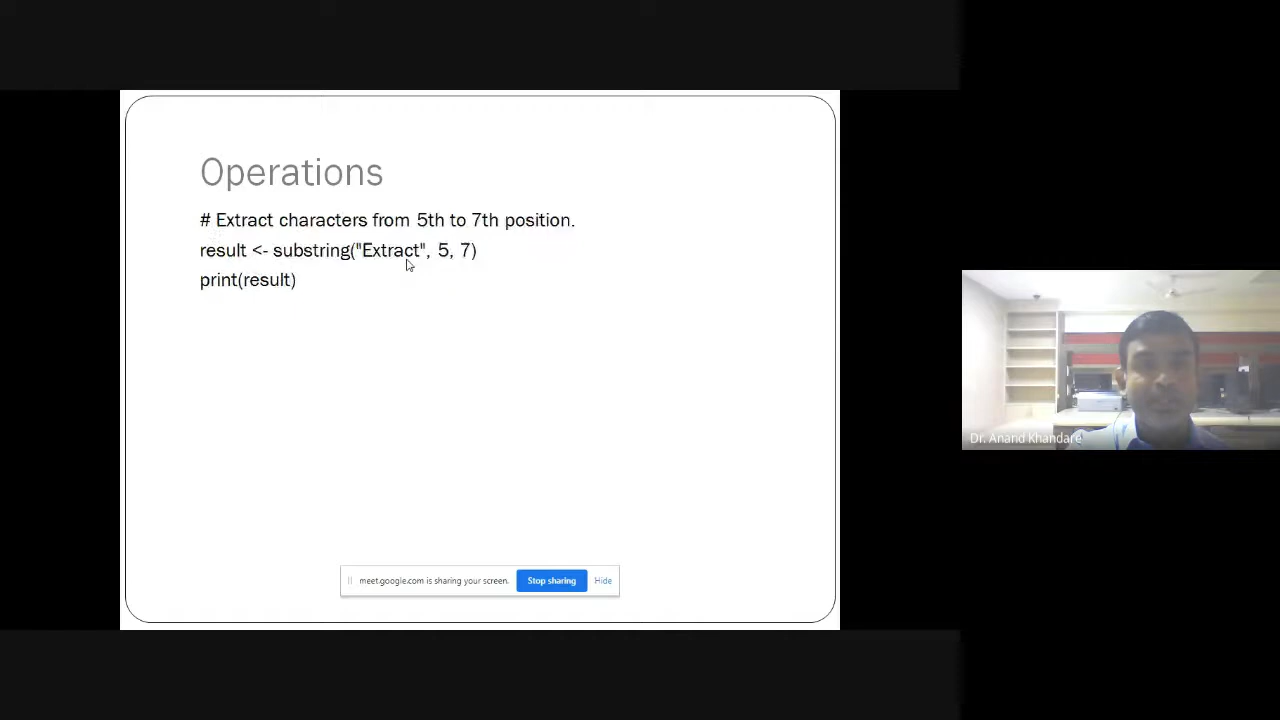 Operations
# Extract characters from 5th to 7th position.
result <- substring("Extract", 5, 7)
print(result)
meet.google.com is sharing your screen. Stop sharing Hide
Dr. Anand Khandare